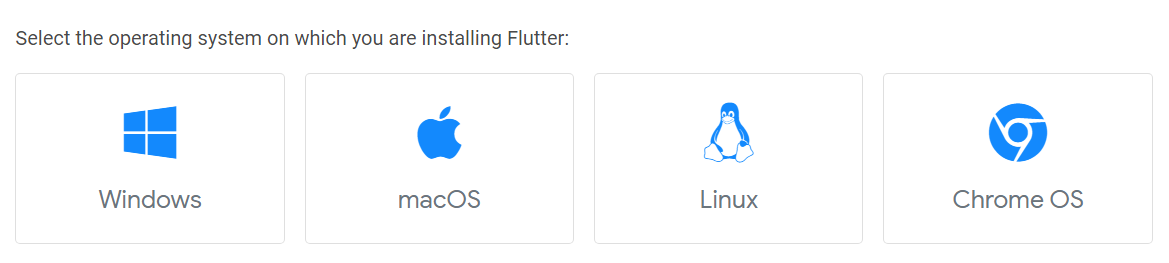 Select the operating system on which you are installing Flutter:
Windows
macOS
Linux
Chrome OS